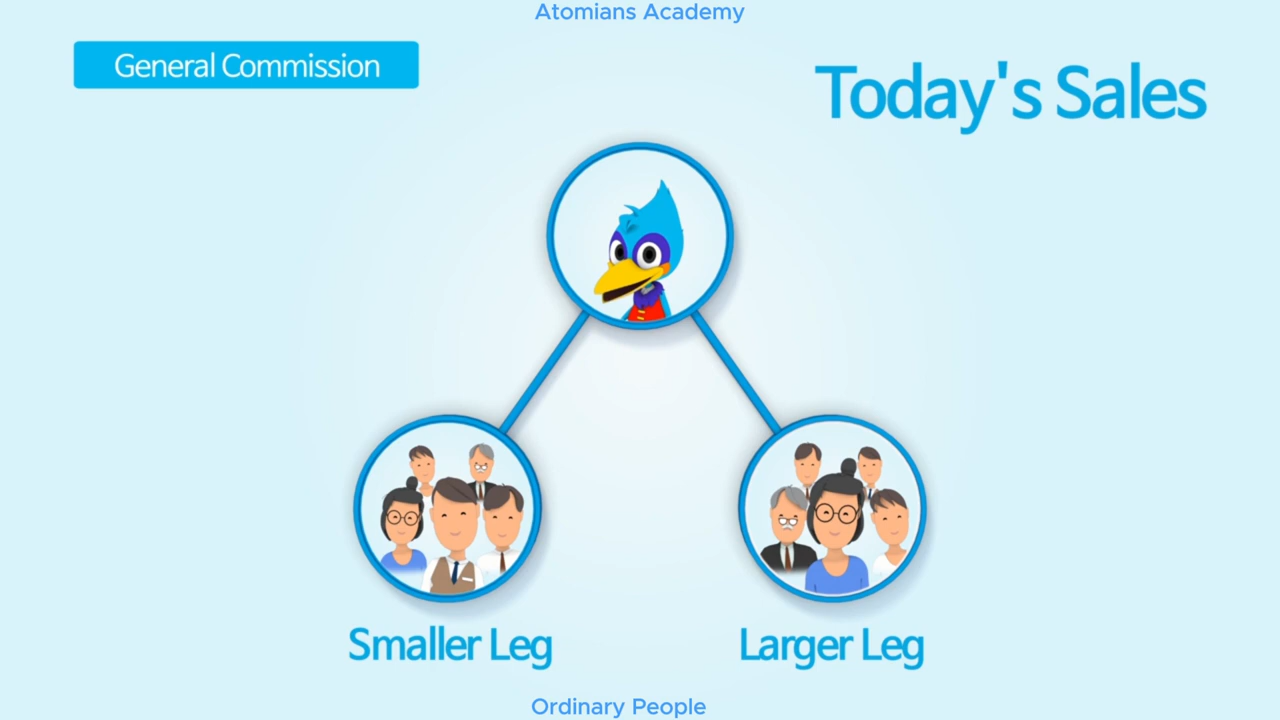 Atomians Academy
General Commission
Today's Sales
Smaller Leg
Larger Leg
Ordinary People